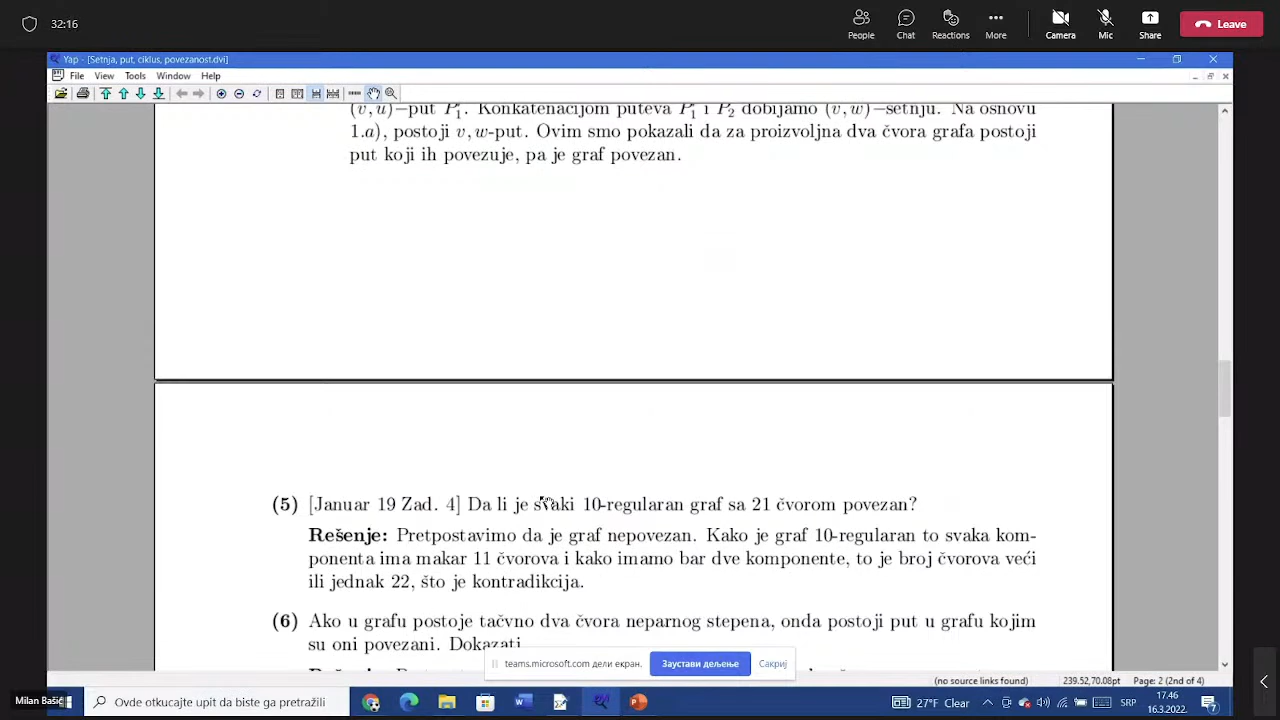 32:16
People
Chat
Reactions
More
Camera
Mic
Share
Leave
Yap - [Setnja, put, ciklus, povezanost.dvi]
File View Tools Window Help
(v, u)−put P₁. Konkatenacijom puteva P₁ i P₂ dobijamo (v, w)−šetnju. Na osnovu
1.a), postoji v, w-put. Ovim smo pokazali da za proizvoljna dva čvora grafa postoji
put koji ih povezuje, pa je graf povezan.
(5) [Januar 19 Zad. 4] Da li je svaki 10-regularan graf sa 21 čvorom povezan?
Rešenje: Pretpostavimo da je graf nepovezan. Kako je graf 10-regularan to svaka kom-
ponenta ima makar 11 čvorova i kako imamo bar dve komponente, to je broj čvorova veći
ili jednak 22, što je kontradikcija.
(6) Ako u grafu postoje tačvno dva čvora neparnog stepena, onda postoji put u grafu kojim
su oni povezani. Dokazati.
teams.microsoft.com дели екран. Заустави дељење Сакриј
(no source links found) 239.52,70.08pt Page: 2 (2nd of 4)
Milan Bašić
Ovde otkucajte upit da biste ga pretražili
27°F Clear
SRP
17.46
16.3.2022.
7